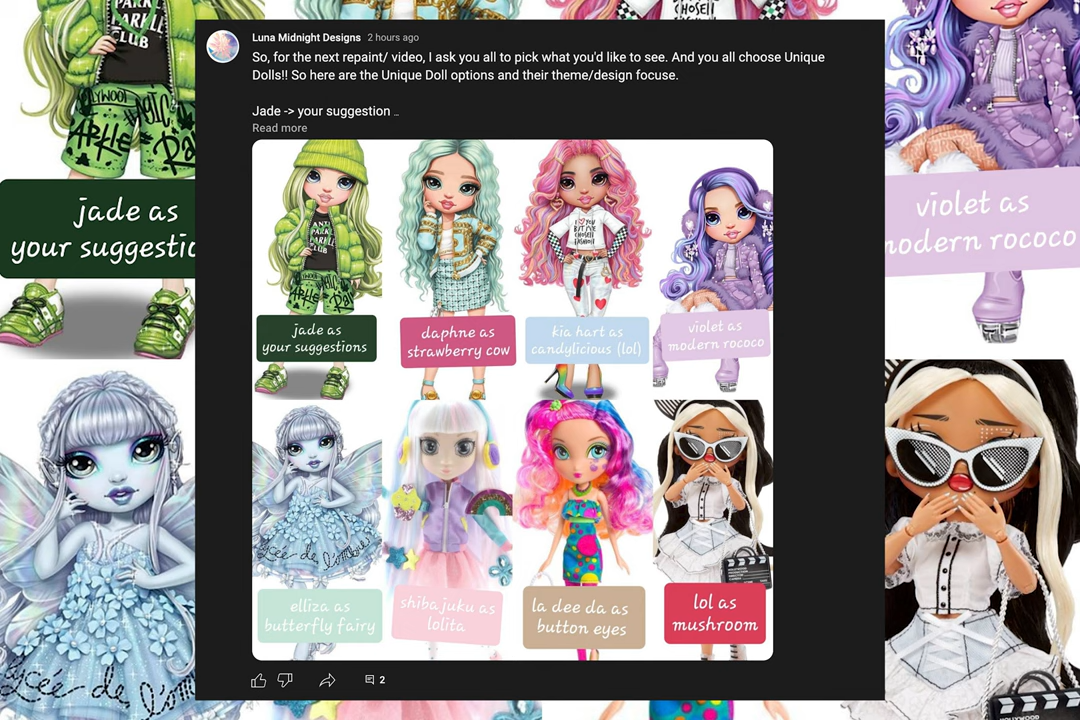 Luna Midnight Designs 2 hours ago
So, for the next repaint/ video, I ask you all to pick what you'd like to see. And you all choose Unique
Dolls!! So here are the Unique Doll options and their theme/design focuse.
Jade -> your suggestion ...
Read more
jade as
your suggestions
daphne as
strawberry cow
kia hart as
candylicious (lol)
violet as
modern rococo
elliza as
butterfly fairy
shibajuku as
lolita
la dee da as
button eyes
lol as
mushroom
2
jade as
your suggestio
violet as
modern rococo
CLUB